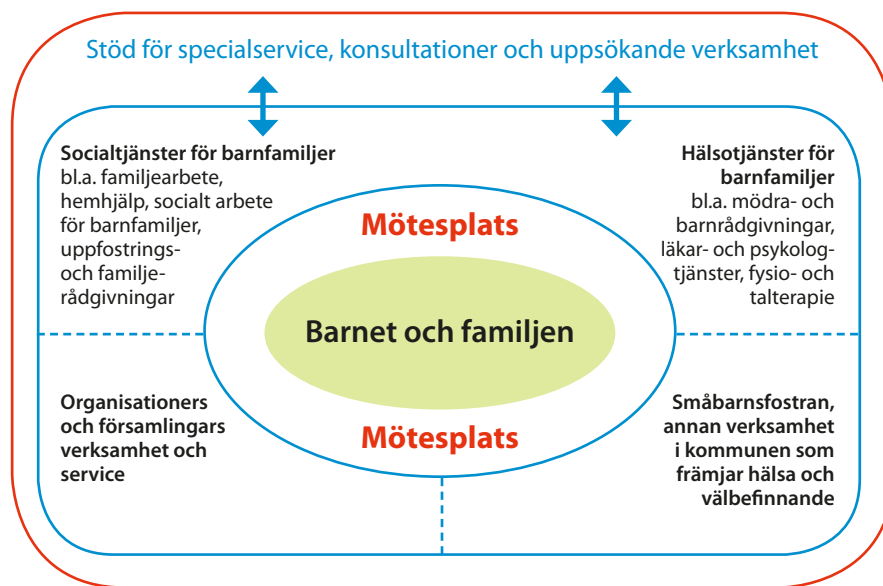 Stöd för specialservice, konsultationer och uppsökande verksamhet
Socialtjänster för barnfamiljer
bl.a. familjearbete,
hemhjälp, socialt arbete
för barnfamiljer,
uppfostrings-
och familje-
rådgivningar
Hälsotjänster för
barnfamiljer
bl.a. mödra- och
barnrådgivningar,
läkar- och psykolog-
tjänster, fysio- och
talterapie
Mötesplats
Barnet och familjen
Mötesplats
Organisationers
och församlingars
verksamhet och
service
Småbarnsfostran,
annan verksamhet
i kommunen som
främjar hälsa och
välbefinnande